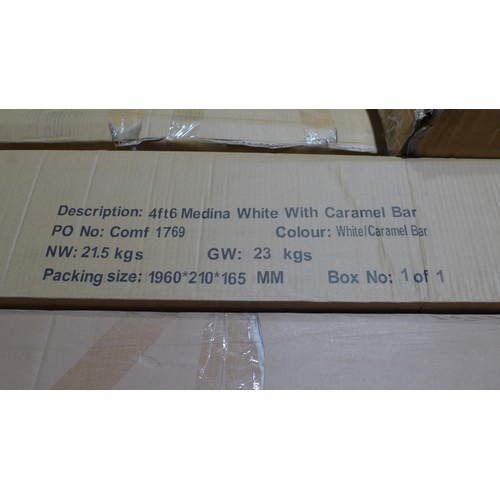 Description: 4ft6 Medina White With Caramel Bar
PO No: Comf 1769 Colour: White/Caramel Bar
NW: 21.5 kgs GW: 23 kgs
Packing size: 1960*210*165 MM Box No: 1 of 1